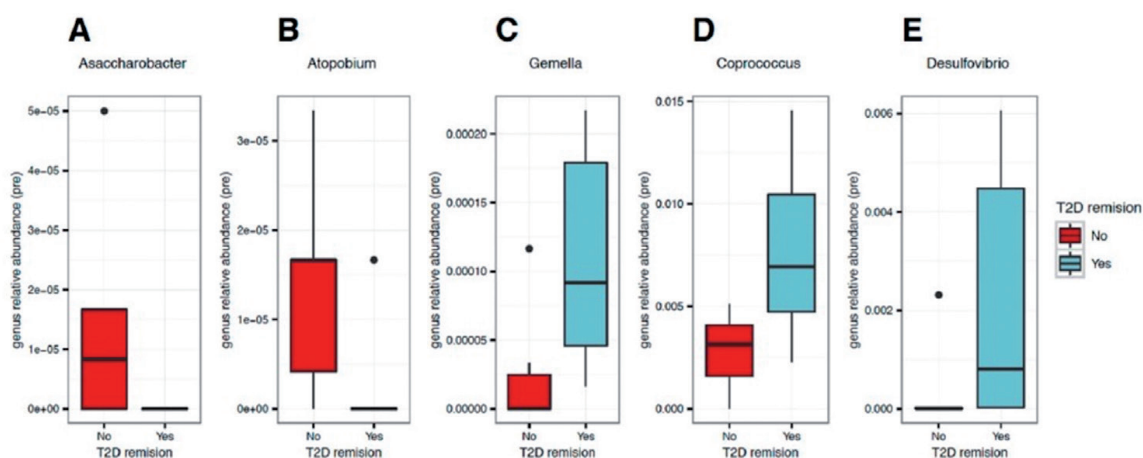 A B C D E
Asaccharobacter Atopobium Gemella Coprococcus Desulfovibrio
genus relative abundance (pre)
5e-05
4e-05
3e-05
2e-05
1e-05
0e+00
No Yes
T2D remision
genus relative abundance (pre)
3e-05
2e-05
1e-05
0e+00
No Yes
T2D remision
genus relative abundance (pre)
0.00020
0.00015
0.00010
0.00005
0.00000
No Yes
T2D remision
genus relative abundance (pre)
0.015
0.010
0.005
0.000
No Yes
T2D remision
genus relative abundance (pre)
0.006
0.004
0.002
0.000
No Yes
T2D remision
T2D remision
No
Yes